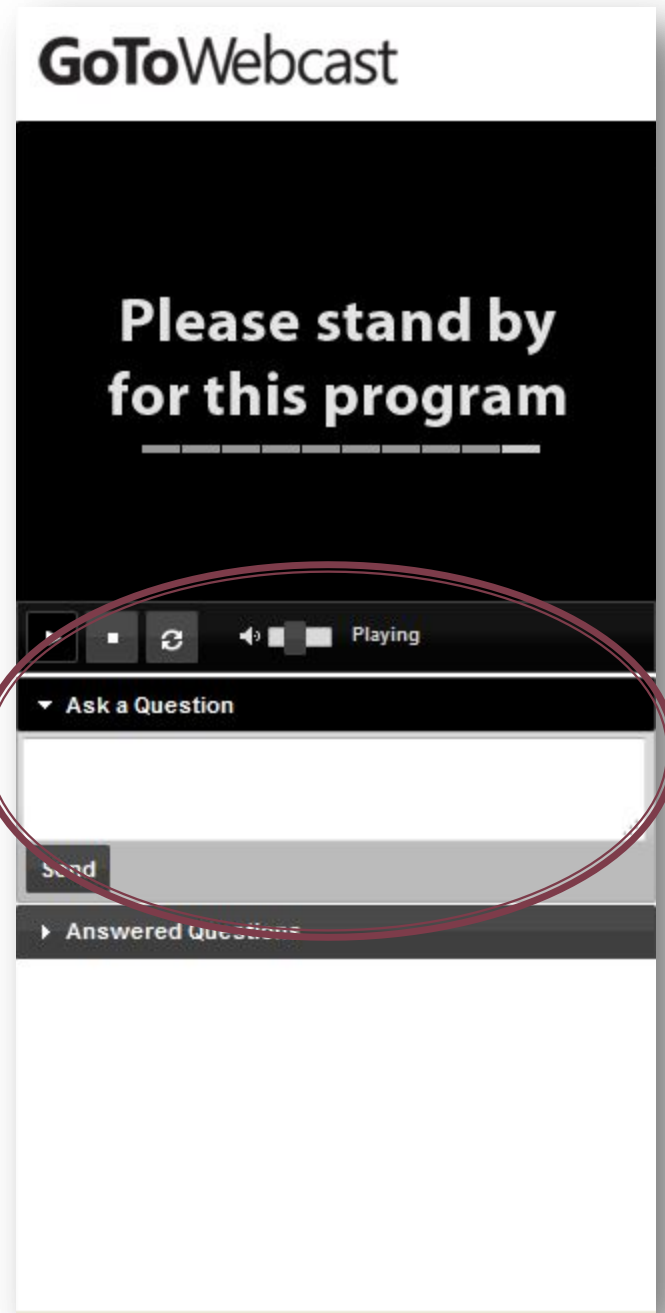 GoToWebcast
Please stand by
for this program
Playing
Ask a Question
Send
Answered Questions